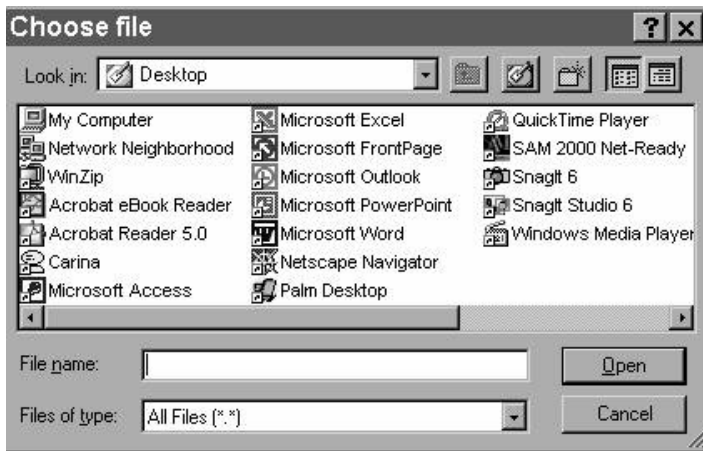 Choose file
Look in: Desktop
My Computer
Network Neighborhood
WinZip
Acrobat eBook Reader
Acrobat Reader 5.0
Carina
Microsoft Access
Microsoft Excel
Microsoft FrontPage
Microsoft Outlook
Microsoft PowerPoint
Microsoft Word
Netscape Navigator
Palm Desktop
QuickTime Player
SAM 2000 Net-Ready
SnagIt 6
SnagIt Studio 6
Windows Media Player
File name:
Open
Files of type: All Files (*.*)
Cancel